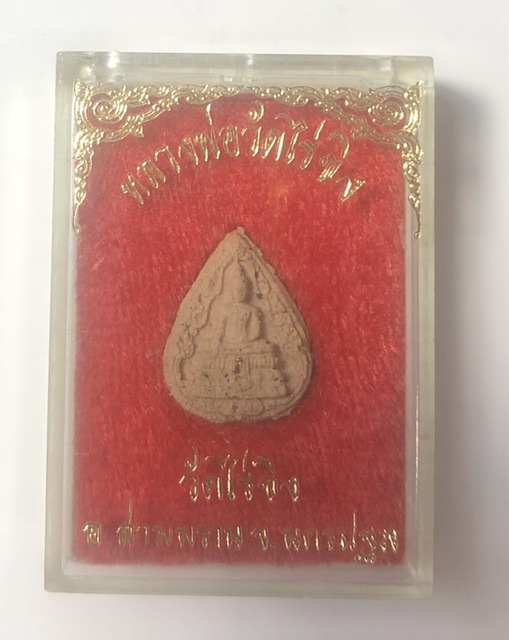 หลวงพ่อวัดไร่ขิง
วัดไร่ขิง
อ.สามพราน จ.นครปฐม